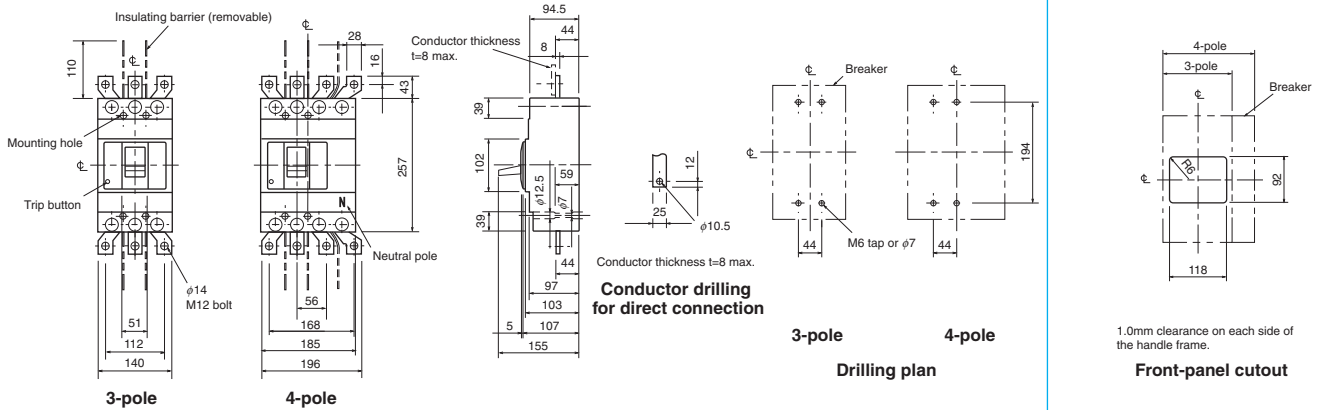 Insulating barrier (removable)
℄
℄
110
28
16
43
257
Mounting hole
℄
Trip button
N
Neutral pole
φ14
M12 bolt
51
112
140
56
168
185
196
3-pole
4-pole
94.5
44
8
Conductor thickness
t=8 max.
39
102
59
φ12.5
φ7
39
44
97
103
5
107
155
12
25
φ10.5
Conductor thickness t=8 max.
Conductor drilling
for direct connection
℄
Breaker
℄
℄
194
44
M6 tap or φ7
44
3-pole
4-pole
Drilling plan
4-pole
3-pole
℄
Breaker
R6
℄
92
118
1.0mm clearance on each side of
the handle frame.
Front-panel cutout